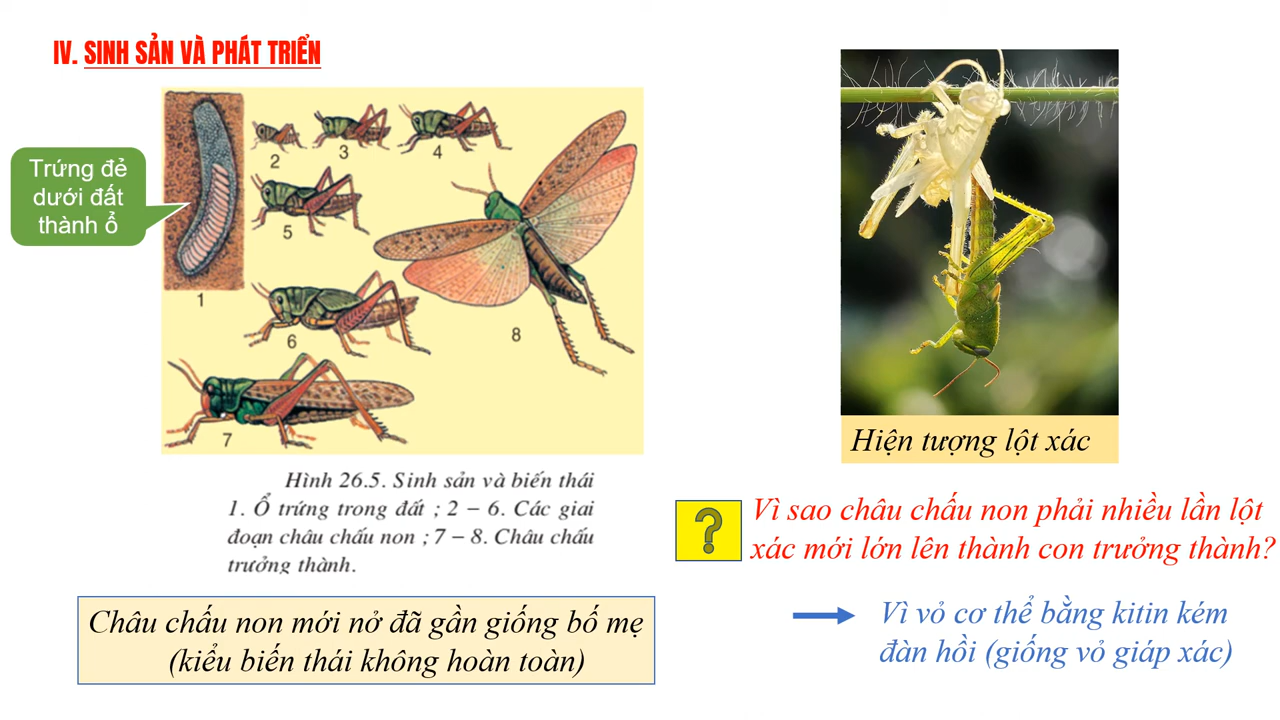 IV. SINH SẢN VÀ PHÁT TRIỂN
Trứng đẻ
dưới đất
thành ổ
1
2
3
4
5
6
7
8
Hình 26.5. Sinh sản và biến thái
1. Ổ trứng trong đất ; 2 – 6. Các giai
đoạn châu chấu non ; 7 – 8. Châu chấu
trưởng thành.
Châu chấu non mới nở đã gần giống bố mẹ
(kiểu biến thái không hoàn toàn)
Hiện tượng lột xác
?
Vì sao châu chấu non phải nhiều lần lột
xác mới lớn lên thành con trưởng thành?
Vì vỏ cơ thể bằng kitin kém
đàn hồi (giống vỏ giáp xác)